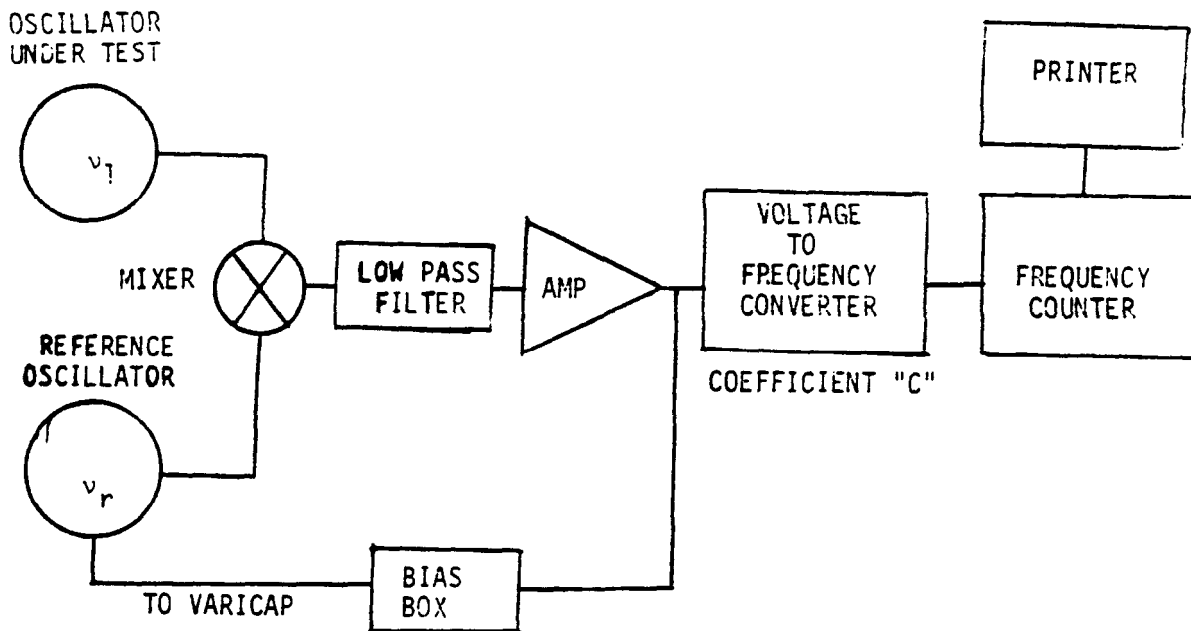 OSCILLATOR
UNDER TEST
ν1
MIXER
REFERENCE
OSCILLATOR
νr
LOW PASS
FILTER
AMP
VOLTAGE
TO
FREQUENCY
CONVERTER
COEFFICIENT "C"
PRINTER
FREQUENCY
COUNTER
TO VARICAP
BIAS
BOX